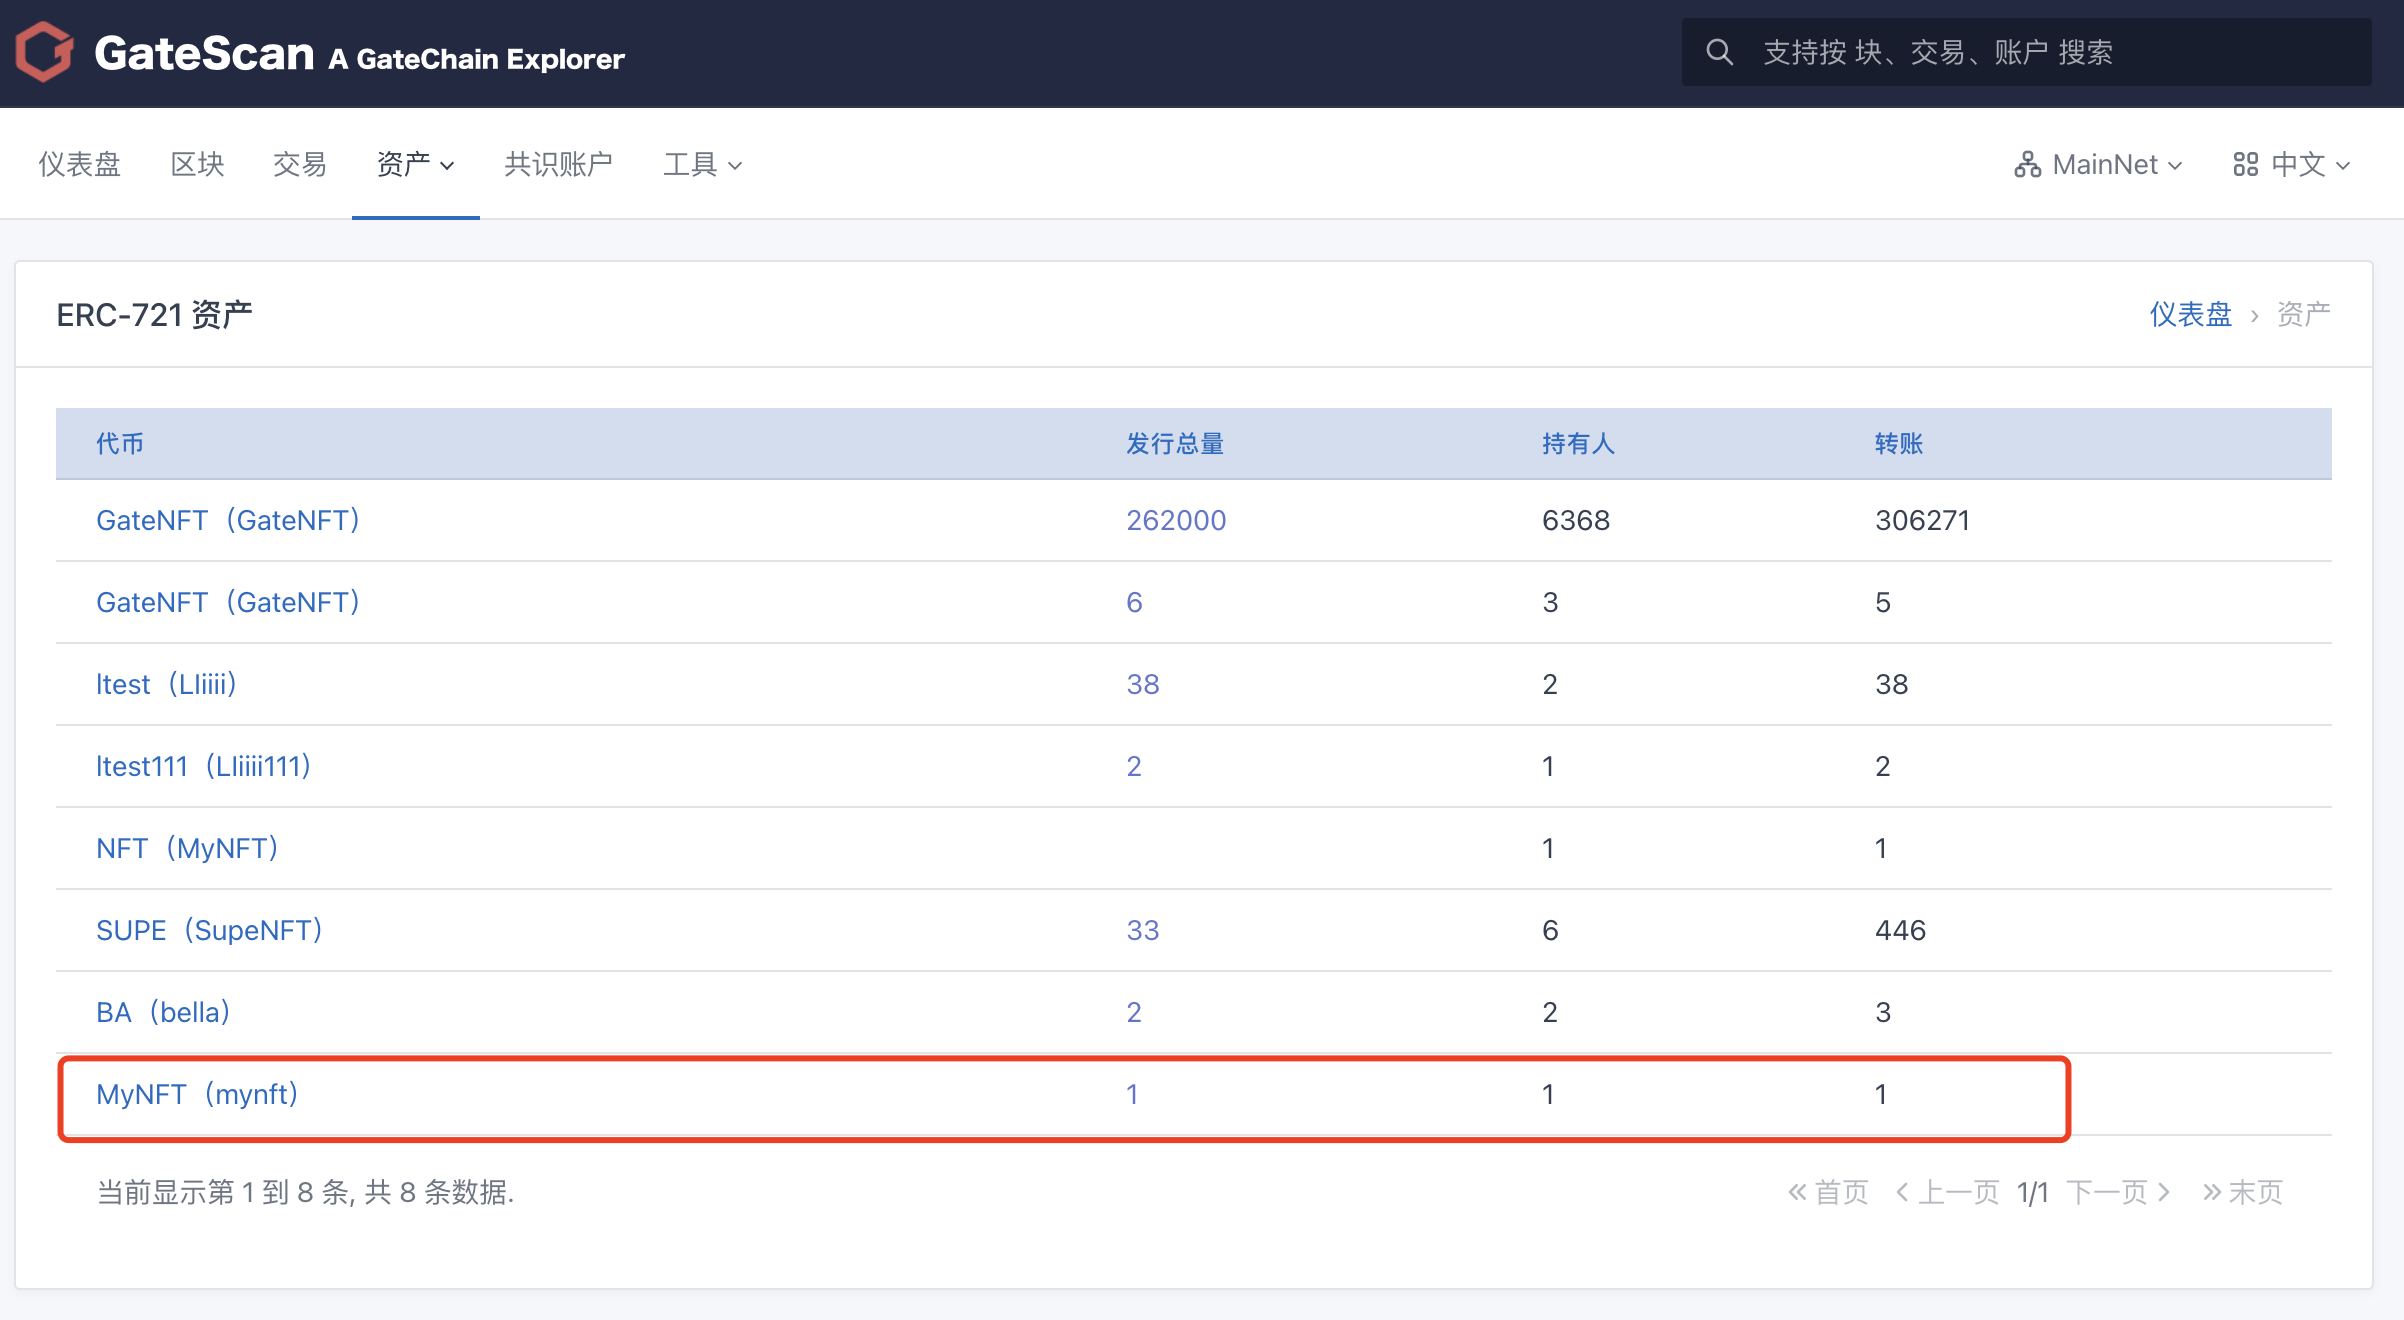 GateScan A GateChain Explorer
支持按 块、交易、账户 搜索
仪表盘 区块 交易 资产 共识账户 工具 MainNet 中文
ERC-721 资产 仪表盘 › 资产
代币 发行总量 持有人 转账
GateNFT（GateNFT） 262000 6368 306271
GateNFT（GateNFT） 6 3 5
ltest（LIiiii） 38 2 38
ltest111（LIiiii111） 2 1 2
NFT（MyNFT） 1 1
SUPE（SupeNFT） 33 6 446
BA（bella） 2 2 3
MyNFT（mynft） 1 1 1
当前显示第 1 到 8 条, 共 8 条数据. « 首页 ‹ 上一页 1/1 下一页 › » 末页